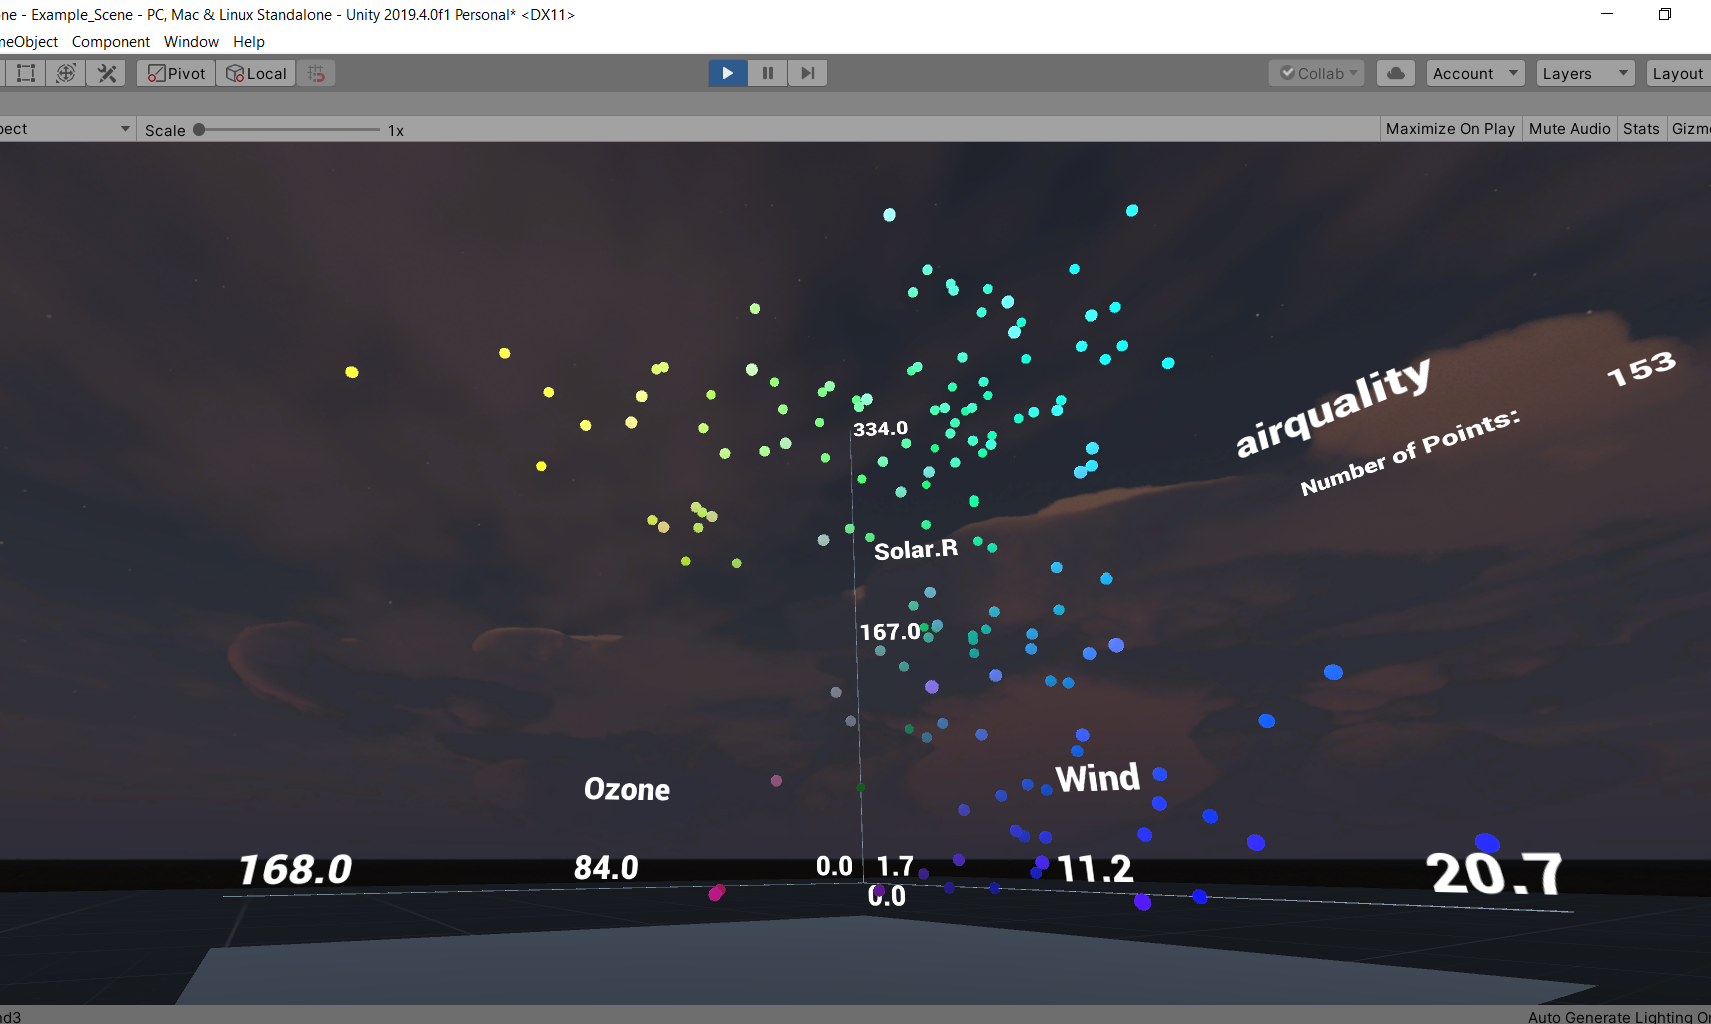 ne - Example_Scene - PC, Mac & Linux Standalone - Unity 2019.4.0f1 Personal* <DX11>
neObject Component Window Help
Pivot Local Collab Account Layers Layout
pect Scale 1x Maximize On Play Mute Audio Stats Gizm
153
airquality
Number of Points:
334.0
Solar.R
167.0
Ozone
Wind
168.0 84.0 0.0 1.7 11.2 20.7
0.0
nd3 Auto Generate Lighting O